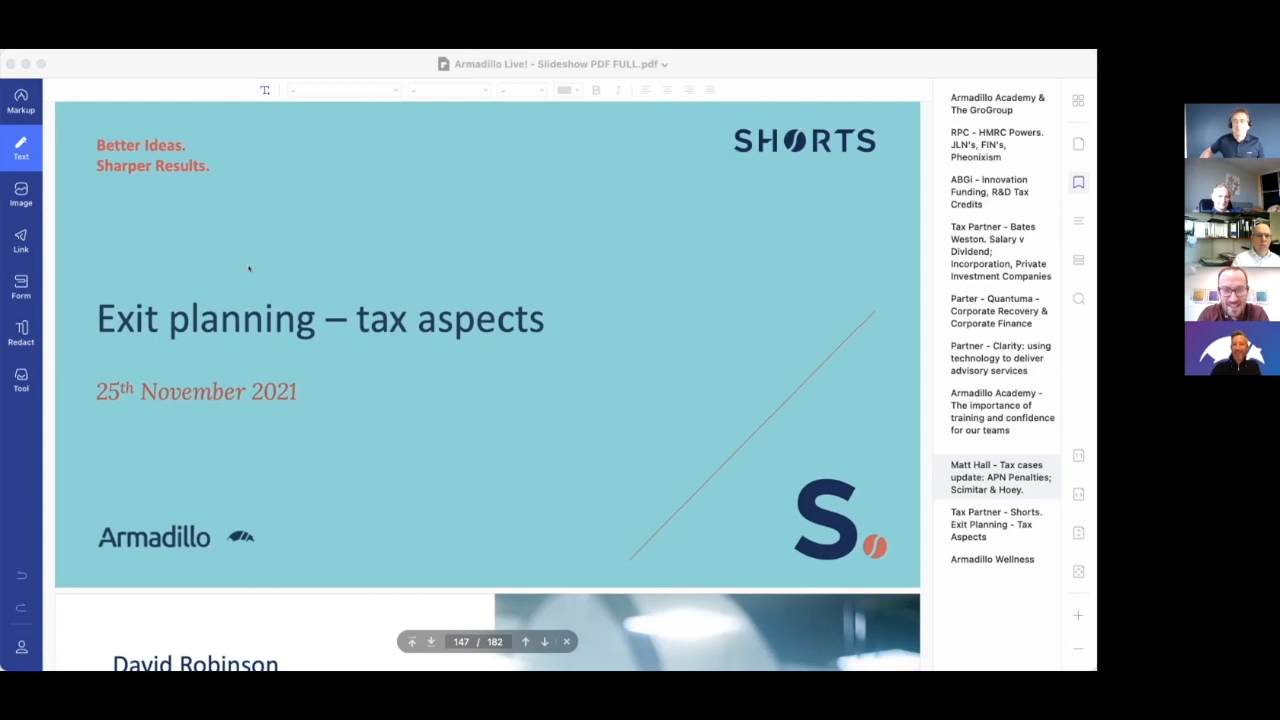 Armadillo Live! - Slideshow PDF FULL.pdf
Markup
Text
Image
Link
Form
Redact
Tool
Better Ideas.
Sharper Results.
SHORTS
Exit planning – tax aspects
25th November 2021
Armadillo
S.
David Robinson
147 / 182
Armadillo Academy &
The GroGroup
RPC - HMRC Powers.
JLN's, FIN's,
Pheonixism
ABGi - Innovation
Funding, R&D Tax
Credits
Tax Partner - Bates
Weston. Salary v
Dividend;
Incorporation, Private
Investment Companies
Parter - Quantuma -
Corporate Recovery &
Corporate Finance
Partner - Clarity: using
technology to deliver
advisory services
Armadillo Academy -
The importance of
training and confidence
for our teams
Matt Hall - Tax cases
update: APN Penalties;
Scimitar & Hoey.
Tax Partner - Shorts.
Exit Planning - Tax
Aspects
Armadillo Wellness